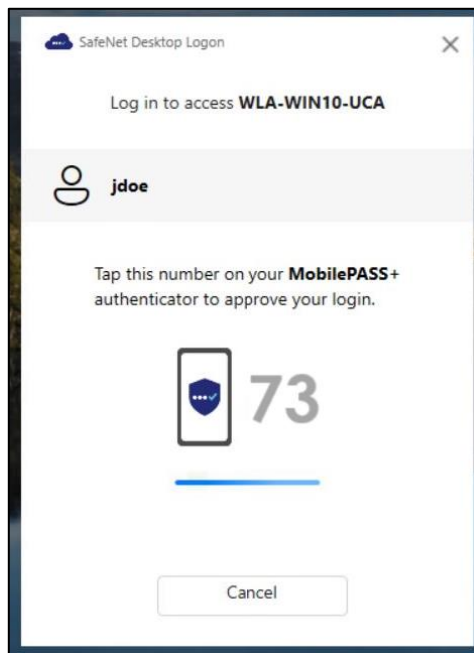 SafeNet Desktop Logon
Log in to access WLA-WIN10-UCA
jdoe
Tap this number on your MobilePASS+
authenticator to approve your login.
73
Cancel